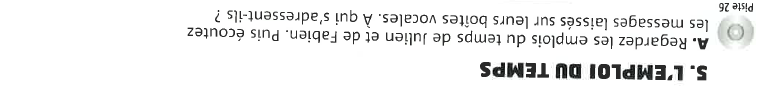 5. L'EMPLOI DU TEMPS
A. Regardez les emplois du temps de Julien et de Fabien. Puis écoutez
les messages laissés sur leurs boîtes vocales. À qui s'adressent-ils ?
Piste 26